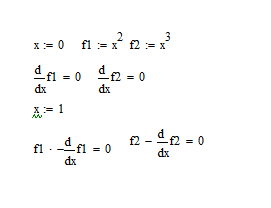 x := 0 f1 := x² f2 := x³
d/dx f1 = 0 d/dx f2 = 0
x := 1
f1 · -d/dx f1 = 0 f2 - d/dx f2 = 0